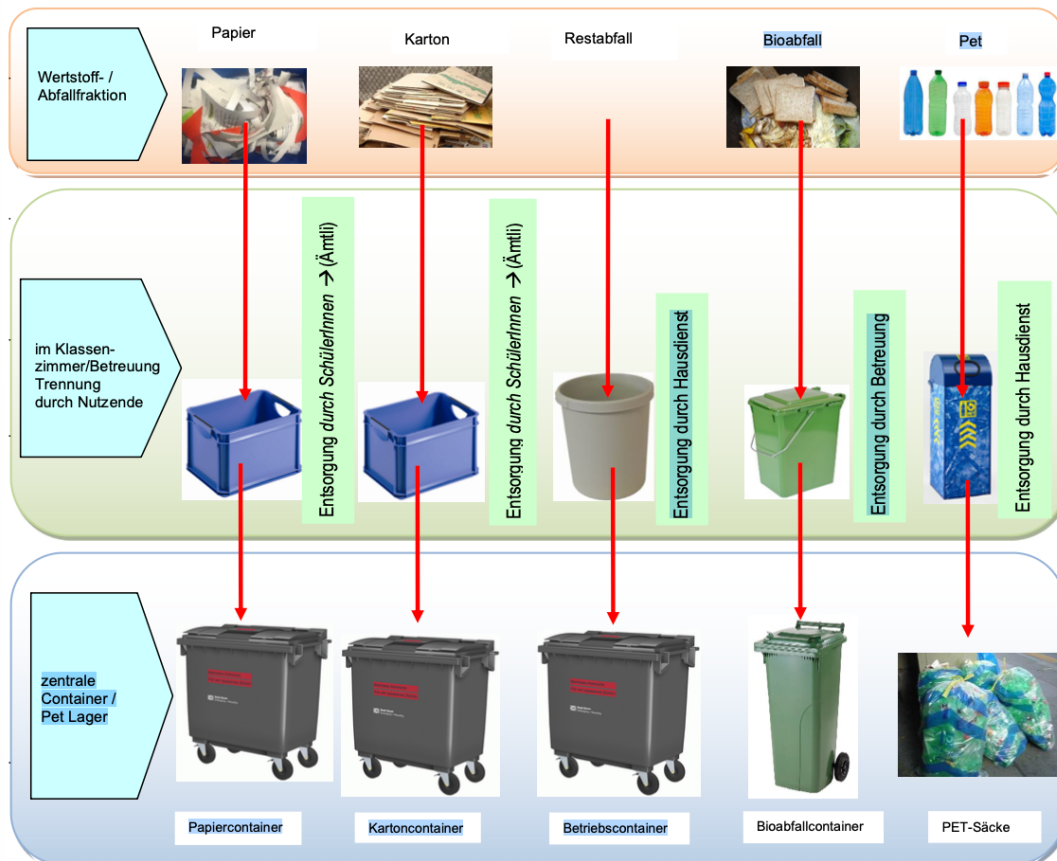 Papier
Karton
Restabfall
Bioabfall
Pet
Wertstoff- /
Abfallfraktion
im Klassen-
zimmer/Betreuung
Trennung
durch Nutzende
Entsorgung durch SchülerInnen → (Ämtli)
Entsorgung durch SchülerInnen → (Ämtli)
Entsorgung durch Hausdienst
Entsorgung durch Betreuung
Entsorgung durch Hausdienst
zentrale
Container /
Pet Lager
Papiercontainer
Kartoncontainer
Betriebscontainer
Bioabfallcontainer
PET-Säcke